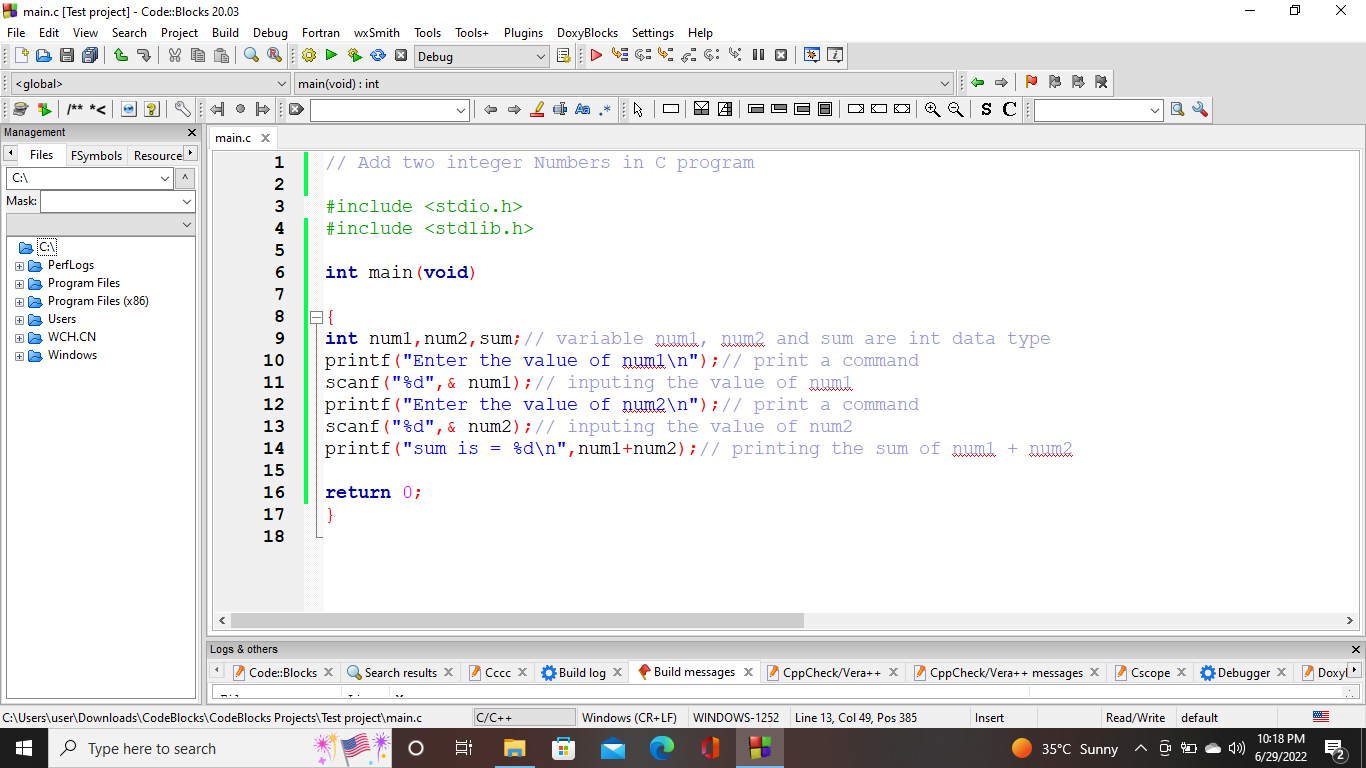 main.c [Test project] - Code::Blocks 20.03
File Edit View Search Project Build Debug Fortran wxSmith Tools Tools+ Plugins DoxyBlocks Settings Help
Debug
<global> main(void) : int
/** *< Aa .* S C
Management
main.c
Files FSymbols Resource
C:\ ^
Mask:
C:\
PerfLogs
Program Files
Program Files (x86)
Users
WCH.CN
Windows
1 // Add two integer Numbers in C program
2
3 #include <stdio.h>
4 #include <stdlib.h>
5
6 int main(void)
7
8 {
9 int num1,num2,sum;// variable num1, num2 and sum are int data type
10 printf("Enter the value of num1\n");// print a command
11 scanf("%d",& num1);// inputing the value of num1
12 printf("Enter the value of num2\n");// print a command
13 scanf("%d",& num2);// inputing the value of num2
14 printf("sum is = %d\n",num1+num2);// printing the sum of num1 + num2
15
16 return 0;
17 }
18
Logs & others
Code::Blocks Search results Cccc Build log Build messages CppCheck/Vera++ CppCheck/Vera++ messages Cscope Debugger Doxyl
C:\Users\user\Downloads\CodeBlocks\CodeBlocks Projects\Test project\main.c C/C++ Windows (CR+LF) WINDOWS-1252 Line 13, Col 49, Pos 385 Insert Read/Write default
Type here to search 35°C Sunny 10:18 PM
6/29/2022 2